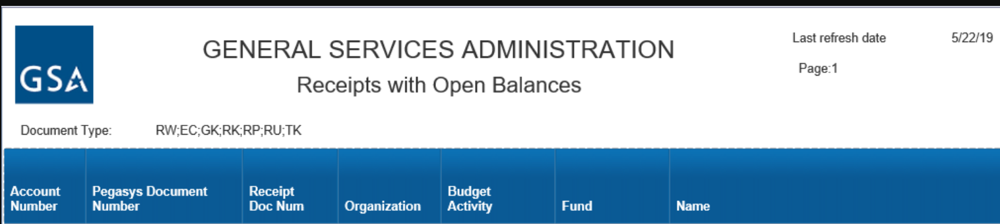 GSA
GENERAL SERVICES ADMINISTRATION
Receipts with Open Balances
Last refresh date 5/22/19
Page:1
Document Type: RW;EC;GK;RK;RP;RU;TK
Account Number
Pegasys Document Number
Receipt Doc Num
Organization
Budget Activity
Fund
Name